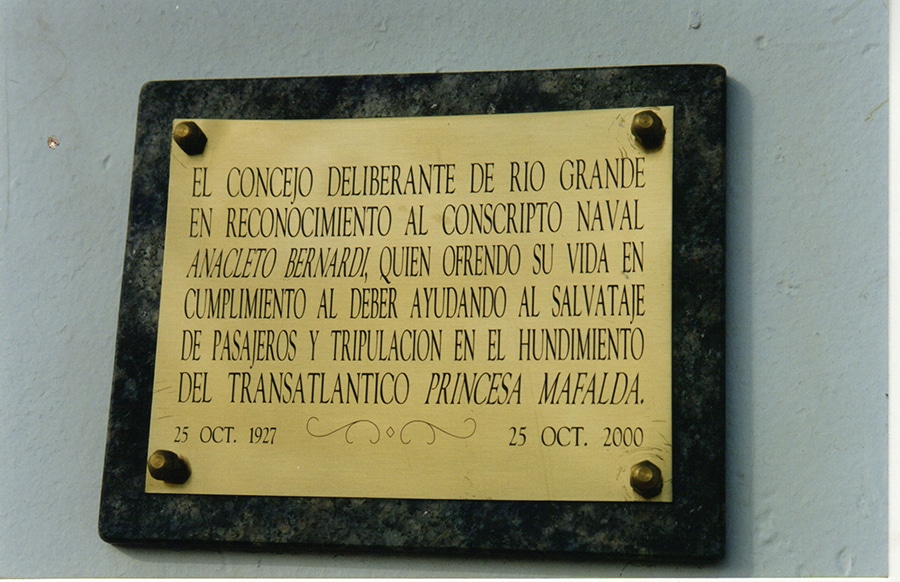 EL CONCEJO DELIBERANTE DE RIO GRANDE
EN RECONOCIMIENTO AL CONSCRIPTO NAVAL
ANACLETO BERNARDI, QUIEN OFRENDO SU VIDA EN
CUMPLIMIENTO AL DEBER AYUDANDO AL SALVATAJE
DE PASAJEROS Y TRIPULACION EN EL HUNDIMIENTO
DEL TRANSATLANTICO PRINCESA MAFALDA.
25 OCT. 1927 25 OCT. 2000